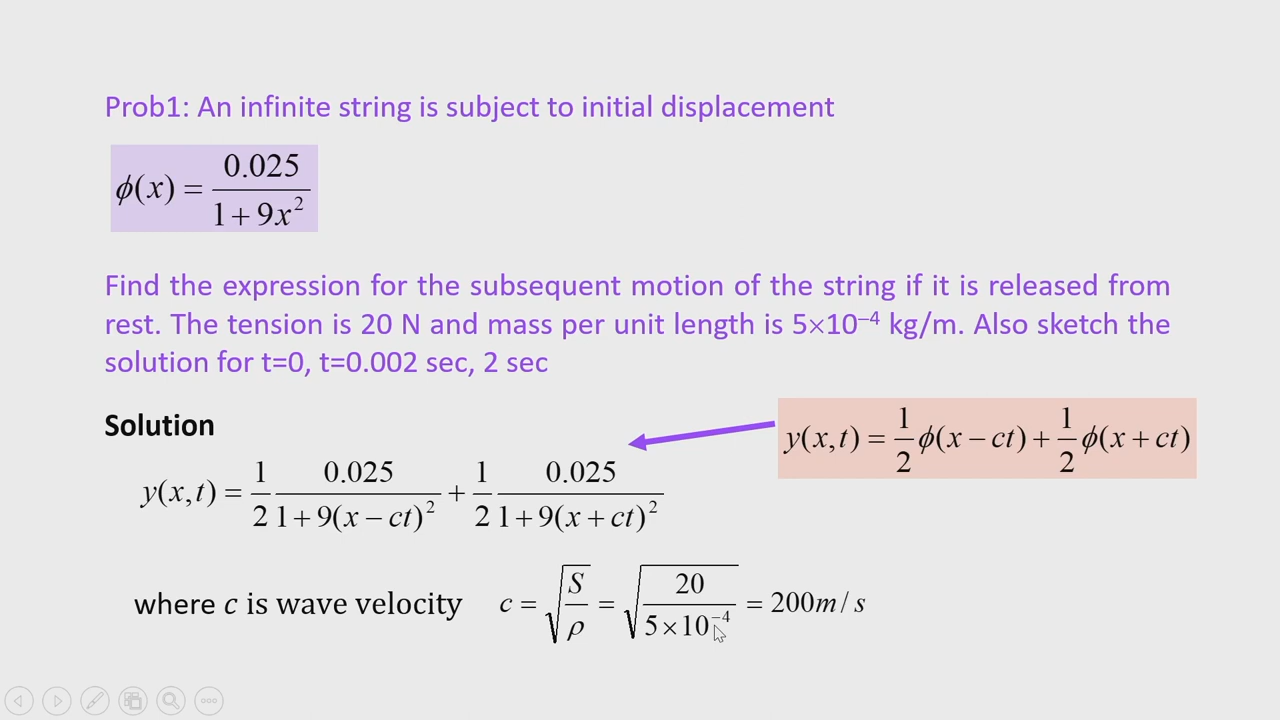 Prob1: An infinite string is subject to initial displacement
ϕ(x) = 0.025 / (1 + 9x²)
Find the expression for the subsequent motion of the string if it is released from
rest. The tension is 20 N and mass per unit length is 5×10⁻⁴ kg/m. Also sketch the
solution for t=0, t=0.002 sec, 2 sec
Solution
y(x,t) = 1/2 ϕ(x − ct) + 1/2 ϕ(x + ct)
y(x,t) = 1/2 0.025 / (1 + 9(x − ct)²) + 1/2 0.025 / (1 + 9(x + ct)²)
where c is wave velocity c = √(S/ρ) = √(20 / (5×10⁻⁴)) = 200m/s